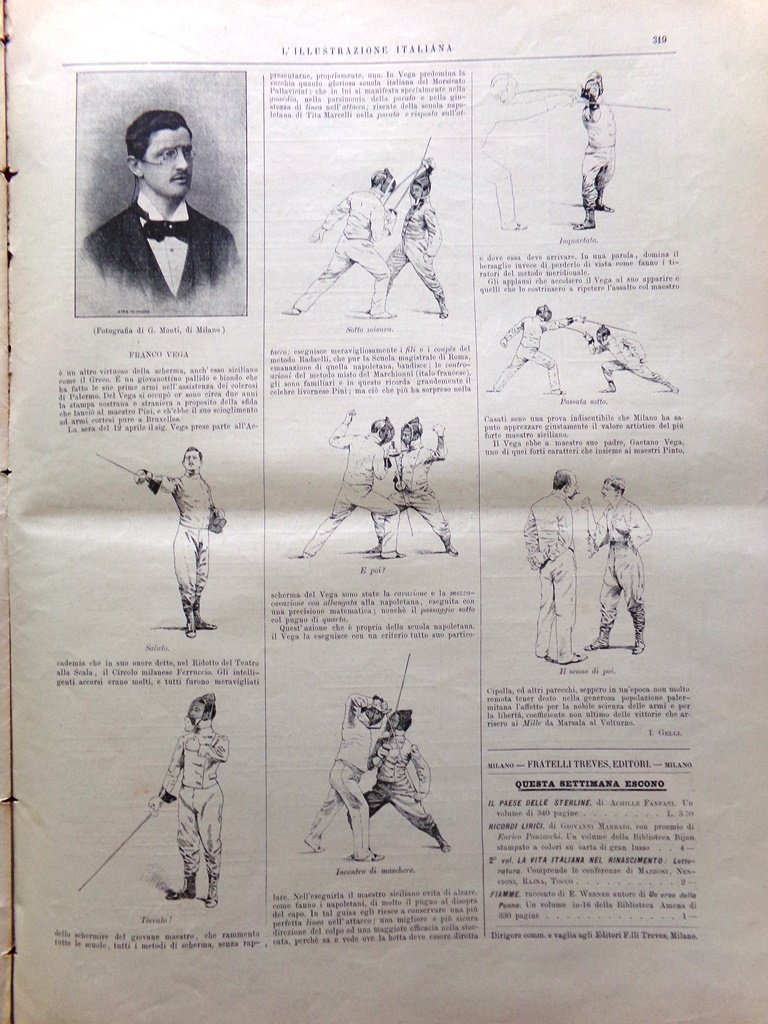 L'ILLUSTRAZIONE ITALIANA
319
(Fotografia di G. Monti, di Milano.)
FRANCO VEGA
è un altro virtuoso della scherma, anch'esso siciliano
come il Greco. È un giovanottino pallido e biondo che
ha fatto le sue prime armi nell'assistenza dei colerosi
di Palermo. Del Vega si occupò or sono circa due anni
la stampa nostrana e straniera a proposito della sfida
che lanciò al maestro Pini, e ch'ebbe il suo scioglimento
ad armi cortesi pure a Bruxelles.
La sera del 12 aprile il sig. Vega prese parte all'Ac-
Saluto.
cademia che in suo onore dette, nel Ridotto del Teatro
alla Scala, il Circolo milanese Ferruccio. Gli intelli-
genti accorsi erano molti, e tutti furono meravigliati
Toccato!
dello schermire del giovane maestro, che rammenta
tutte le scuole, tutti i metodi di scherma, senza rap-
presentarne, propriamente, uno. In Vega predomina la
vecchia quanto gloriosa scuola italiana del Morsicato
Pallavicini; che in lui si manifesta specialmente nella
guardia, nella parsimonia della parata e nella giu-
stezza di linea nell'attacco; risente della scuola napo-
letana di Tita Marcelli nella parata e risposta sull'at-
Sotto misura.
tacco; eseguisce meravigliosamente i fili e i coupés del
metodo Radaelli, che pur la Scuola magistrale di Roma,
emanazione di quella napoletana, bandisce; le contro-
azioni del metodo misto del Marchionni (italo-francese),
gli sono familiari e in questo ricorda grandemente il
celebre livornese Pini; ma ciò che più ha sorpreso nella
E poi?
scherma del Vega sono state la cavazione e la mezza-
cavazione con allungata alla napoletana, eseguita con
una precisione matematica; nonchè il passaggio sotto
col pugno di quarta.
Quest'azione che è propria della scuola napoletana,
il Vega la eseguisce con un criterio tutto suo partico-
Incontro di maschera.
lare. Nell'eseguirla il maestro siciliano evita di alzare,
come fanno i napoletani, di molto il pugno al disopra
del capo. In tal guisa egli riesce a conservare una più
perfetta linea nell'attacco; una migliore e più sicura
direzione del colpo ed una maggiore efficacia nella stoc-
cata, perchè sa e vede ove la botta deve essere diretta
Inquartata.
e dove essa deve arrivare. In una parola, domina il
bersaglio invece di perderlo di vista come fanno i ti-
ratori del metodo meridionale.
Gli applausi che accolsero il Vega al suo apparire e
quelli che lo costrinsero a ripetere l'assalto col maestro
Passata sotto.
Casati sono una prova indiscutibile che Milano ha sa-
puto apprezzare giustamente il valore artistico del più
forte maestro siciliano.
Il Vega ebbe a maestro suo padre, Gaetano Vega,
uno di quei forti caratteri che insieme ai maestri Pinto,
Il senno di poi.
Cipolla, ed altri parecchi, seppero in un'epoca non molto
remota tener desto nella generosa popolazione paler-
mitana l'affetto per la nobile scienza delle armi e per
la libertà, coefficiente non ultimo delle vittorie che ar-
risero ai Mille da Marsala al Volturno.
I. GELLI.
MILANO — FRATELLI TREVES, EDITORI. — MILANO
QUESTA SETTIMANA ESCONO
IL PAESE DELLE STERLINE, di ACHILLE FANFANI. Un
volume di 340 pagine . . . . . . . . . L. 3 50
RICORDI LIRICI, di GIOVANNI MARRADI, con proemio di
Enrico Panzacchi. Un volume della Biblioteca Bijou
stampato a colori su carta di gran lusso . . 4 —
2° vol. LA VITA ITALIANA NEL RINASCIMENTO: Lette-
ratura. Comprende le conferenze di MAZZONI, NEN-
CIONI, RAJNA, TOCCO . . . . . . . . 2 —
FIAMME, racconto di E. WERNER autore di Un eroe della
Penna. Un volume in-16 della Biblioteca Amena di
330 pagine . . . . . . . . . . . 1 —
Dirigere comm. e vaglia agli Editori F.lli Treves, Milano.